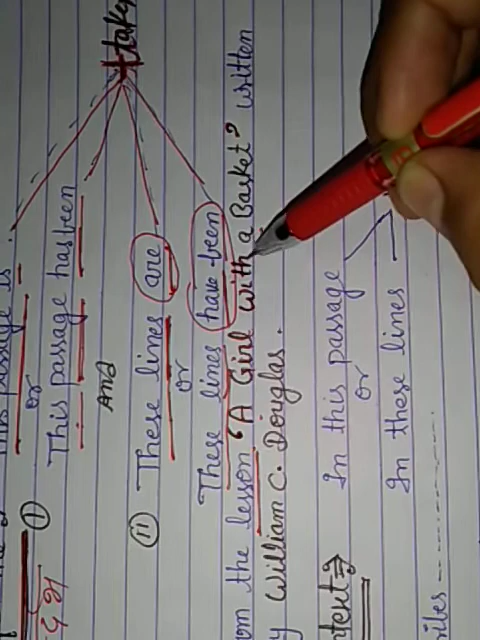 This passage is
or
(i) This passage has been
And
(ii) These lines are
or
These lines have been
taken
from the lesson "A Girl with a Basket" written
by William C. Douglas.
In this passage
or
In these lines